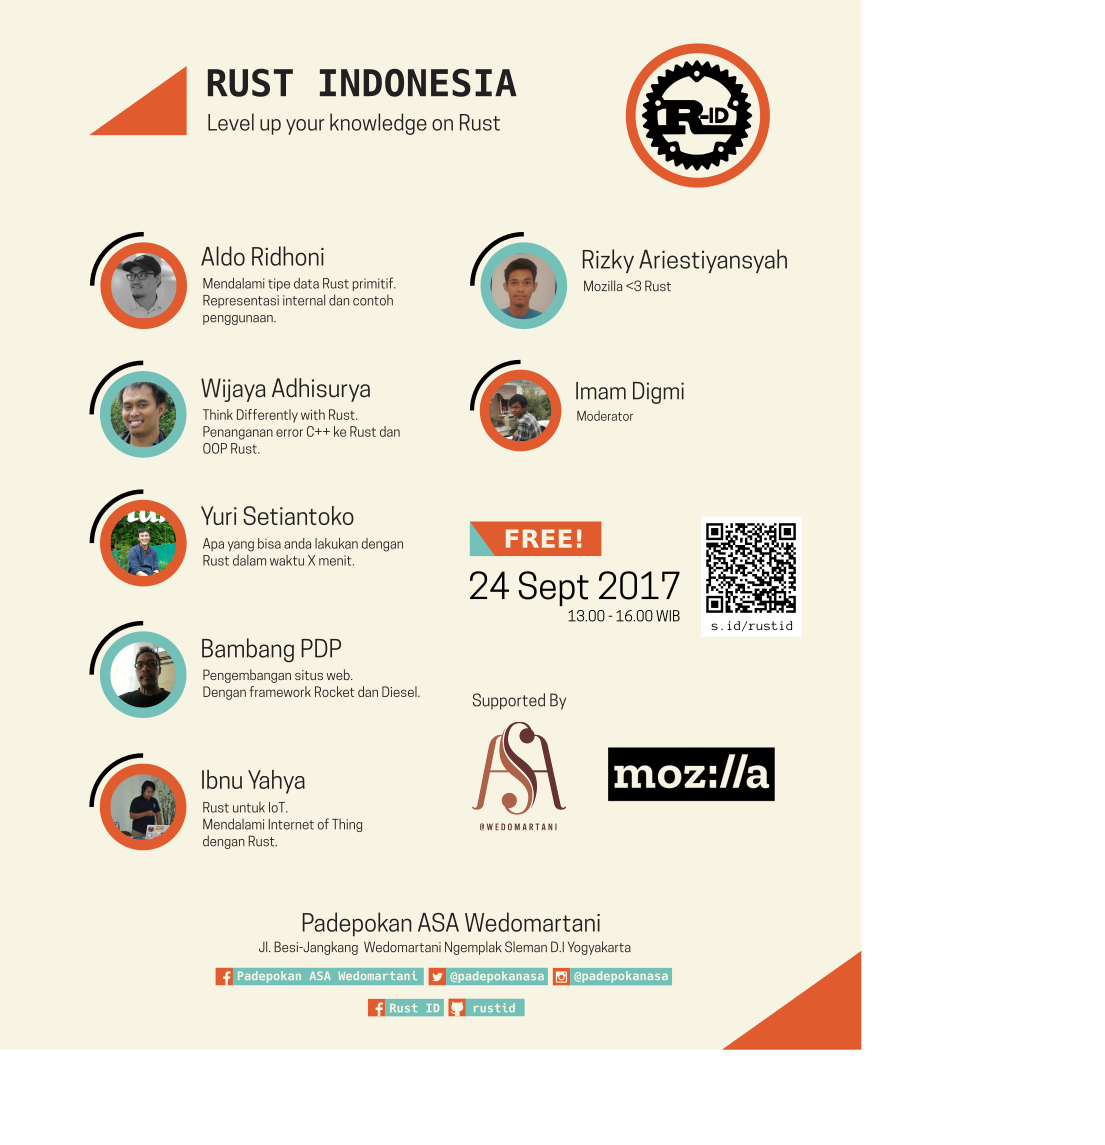 RUST INDONESIA
Level up your knowledge on Rust
R-ID
Aldo Ridhoni
Mendalami tipe data Rust primitif.
Representasi internal dan contoh
penggunaan.
Wijaya Adhisurya
Think Differently with Rust.
Penanganan error C++ ke Rust dan
OOP Rust.
Yuri Setiantoko
Apa yang bisa anda lakukan dengan
Rust dalam waktu X menit.
Bambang PDP
Pengembangan situs web.
Dengan framework Rocket dan Diesel.
Ibnu Yahya
Rust untuk IoT.
Mendalami Internet of Thing
dengan Rust.
Rizky Ariestiyansyah
Mozilla <3 Rust
Imam Digmi
Moderator
FREE!
24 Sept 2017
13.00 - 16.00 WIB
s.id/rustid
Supported By
ASA
@WEDOMARTANI
moz://a
Padepokan ASA Wedomartani
Jl. Besi-Jangkang Wedomartani Ngemplak Sleman D.I Yogyakarta
Padepokan ASA Wedomartani @padepokanasa @padepokanasa
Rust ID rustid